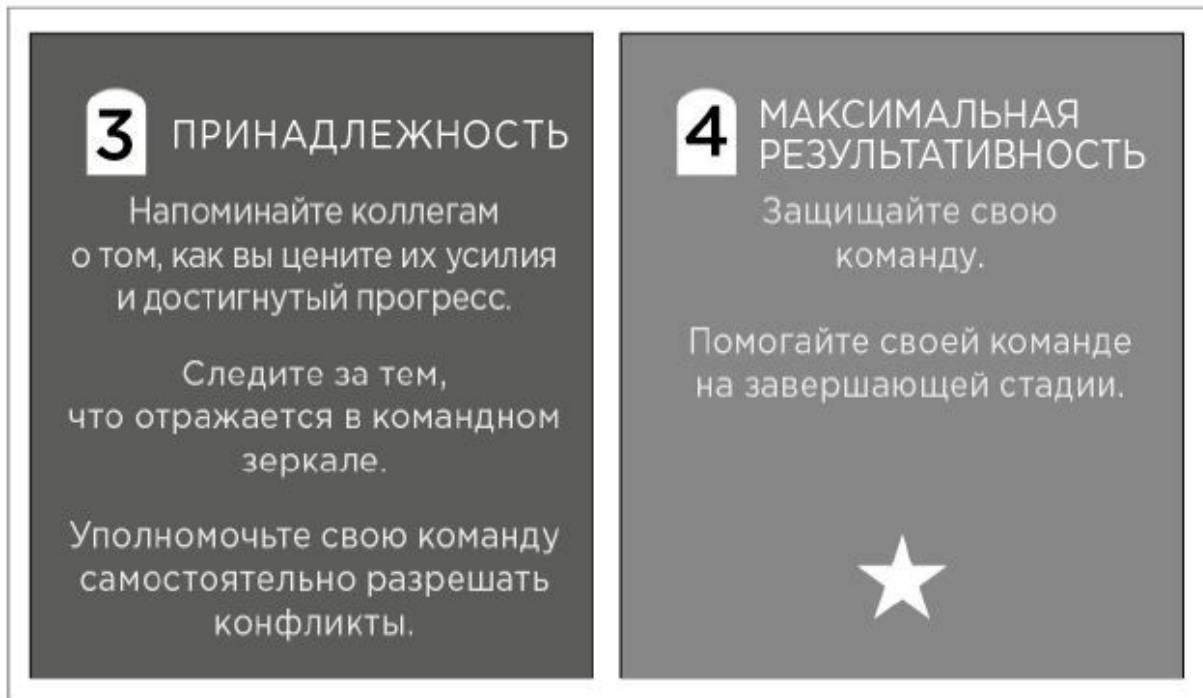 3 ПРИНАДЛЕЖНОСТЬ
Напоминайте коллегам
о том, как вы цените их усилия
и достигнутый прогресс.
Следите за тем,
что отражается в командном
зеркале.
Уполномочьте свою команду
самостоятельно разрешать
конфликты.
4 МАКСИМАЛЬНАЯ
РЕЗУЛЬТАТИВНОСТЬ
Защищайте свою
команду.
Помогайте своей команде
на завершающей стадии.